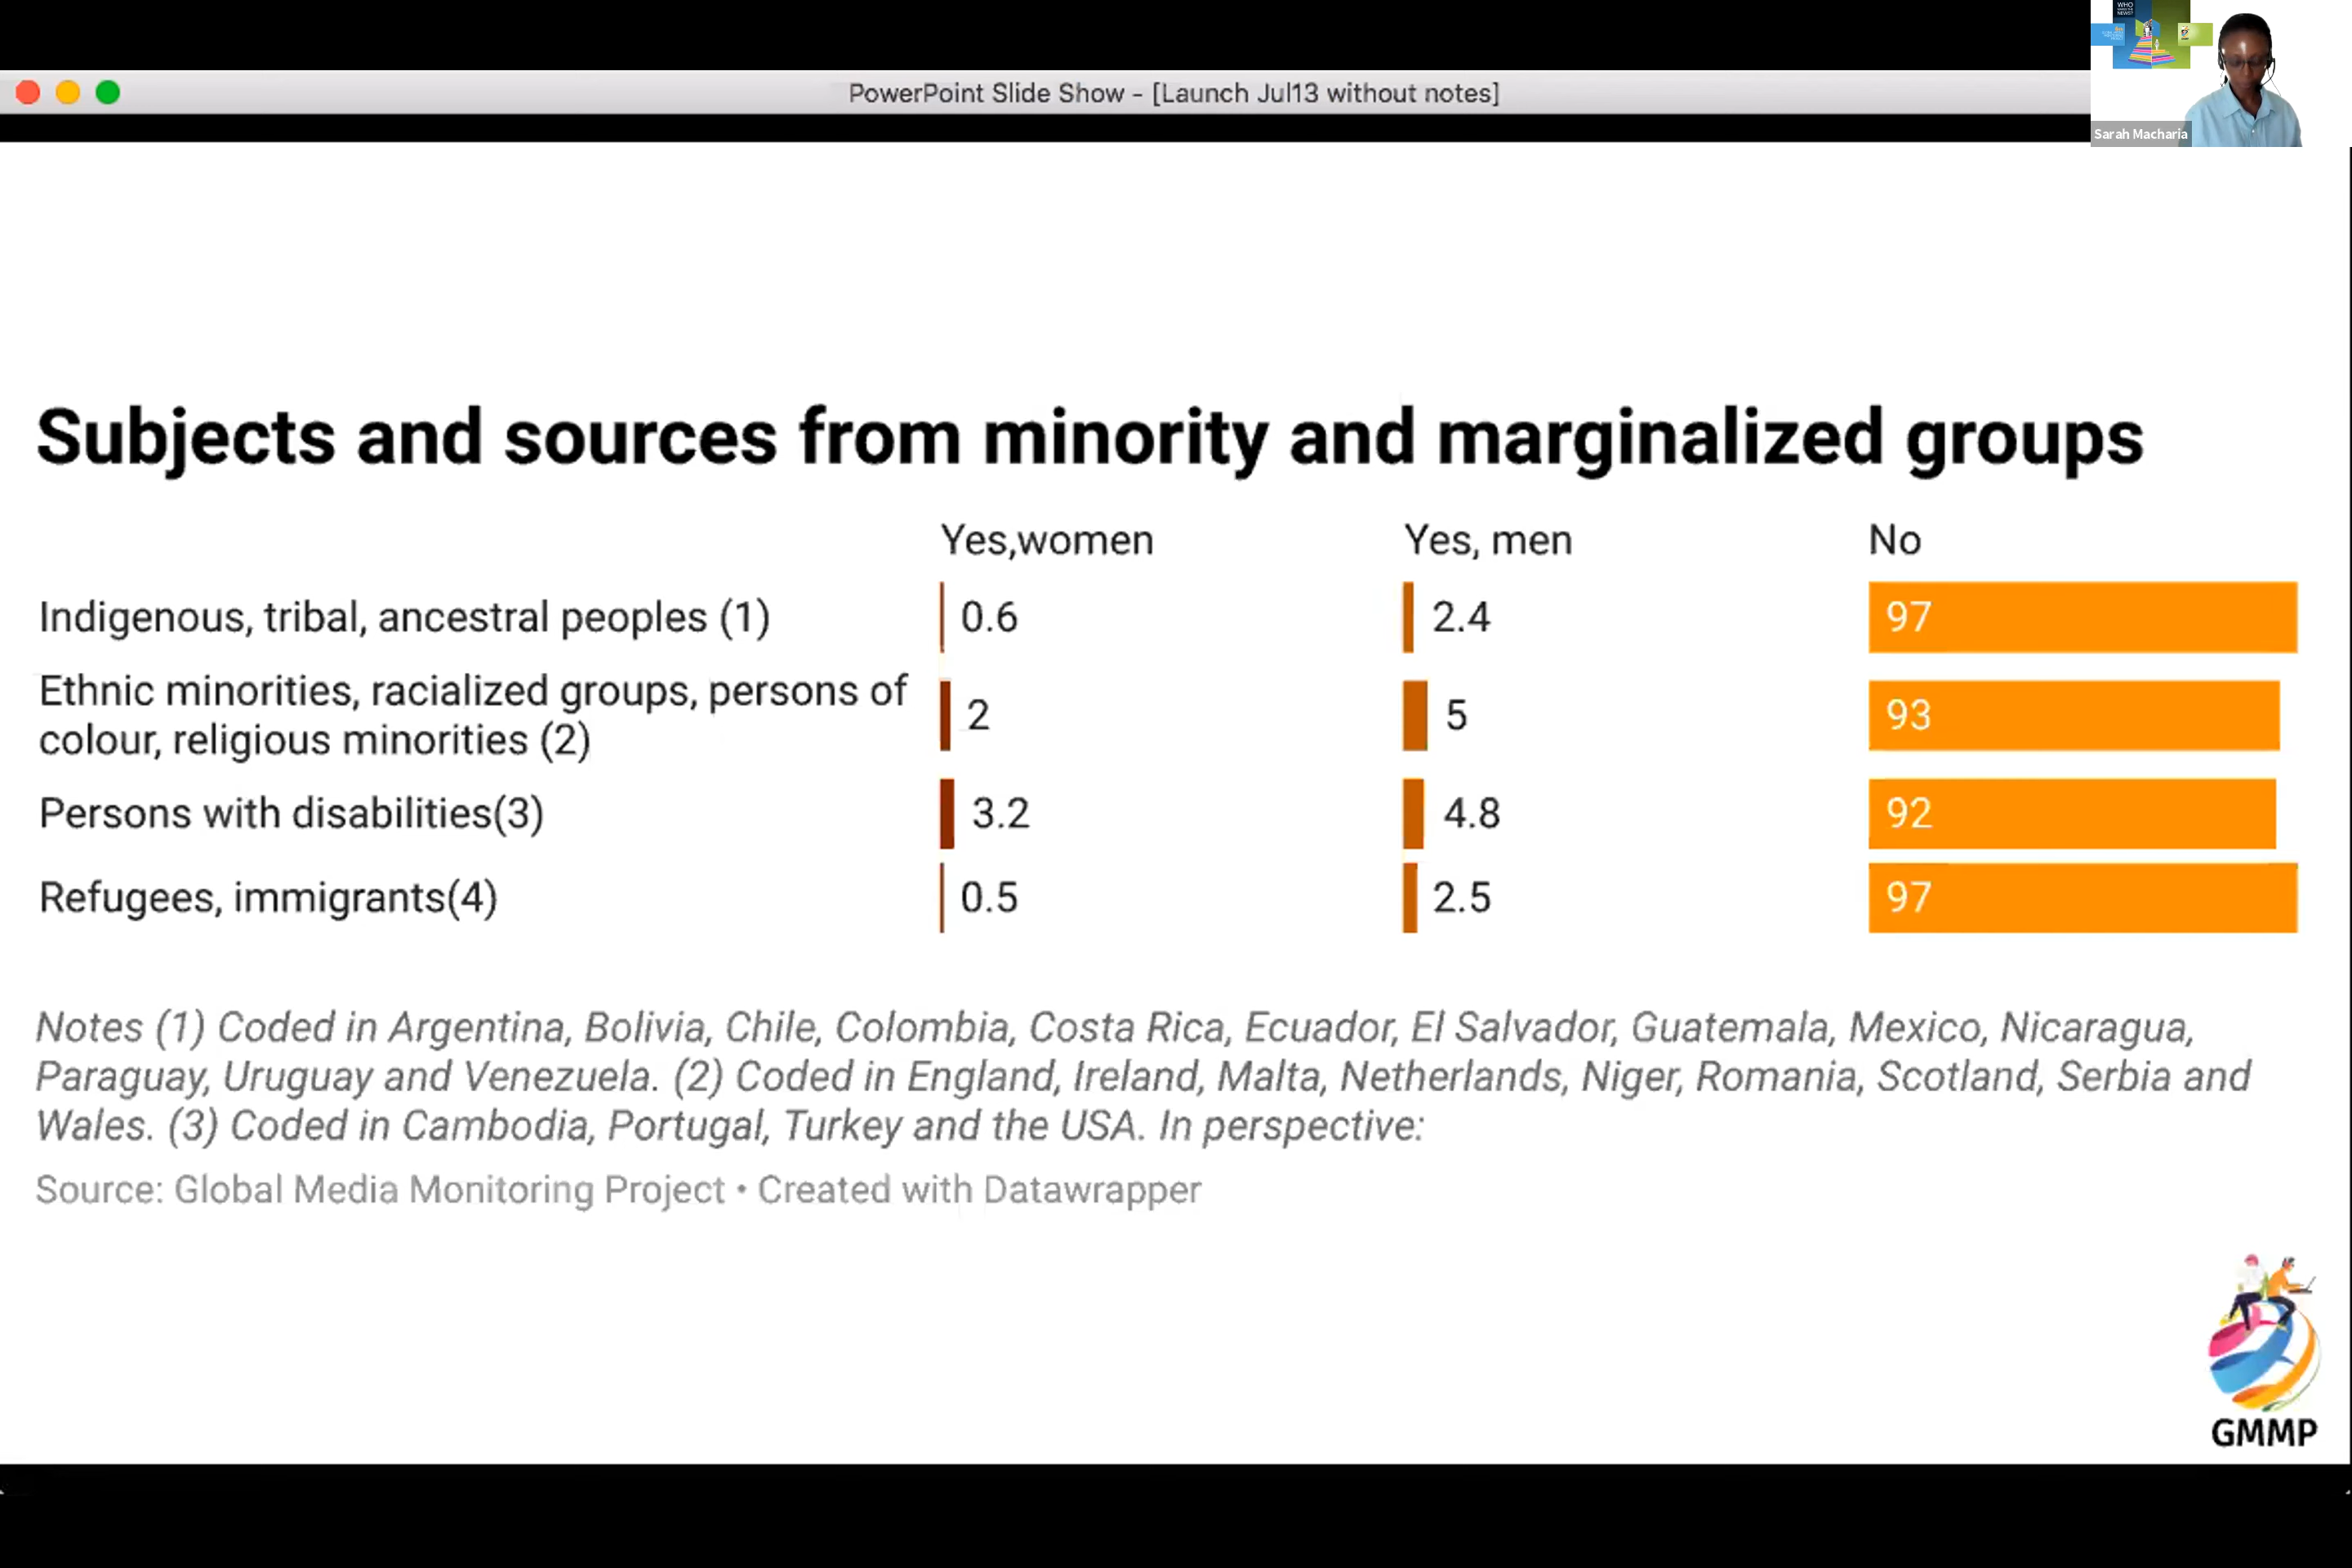 PowerPoint Slide Show - [Launch Jul13 without notes]
WHO
Sarah Macharia
Subjects and sources from minority and marginalized groups
Yes,women Yes, men No
Indigenous, tribal, ancestral peoples (1) 0.6 2.4 97
Ethnic minorities, racialized groups, persons of
colour, religious minorities (2) 2 5 93
Persons with disabilities(3) 3.2 4.8 92
Refugees, immigrants(4) 0.5 2.5 97
Notes (1) Coded in Argentina, Bolivia, Chile, Colombia, Costa Rica, Ecuador, El Salvador, Guatemala, Mexico, Nicaragua,
Paraguay, Uruguay and Venezuela. (2) Coded in England, Ireland, Malta, Netherlands, Niger, Romania, Scotland, Serbia and
Wales. (3) Coded in Cambodia, Portugal, Turkey and the USA. In perspective:
Source: Global Media Monitoring Project • Created with Datawrapper
GMMP